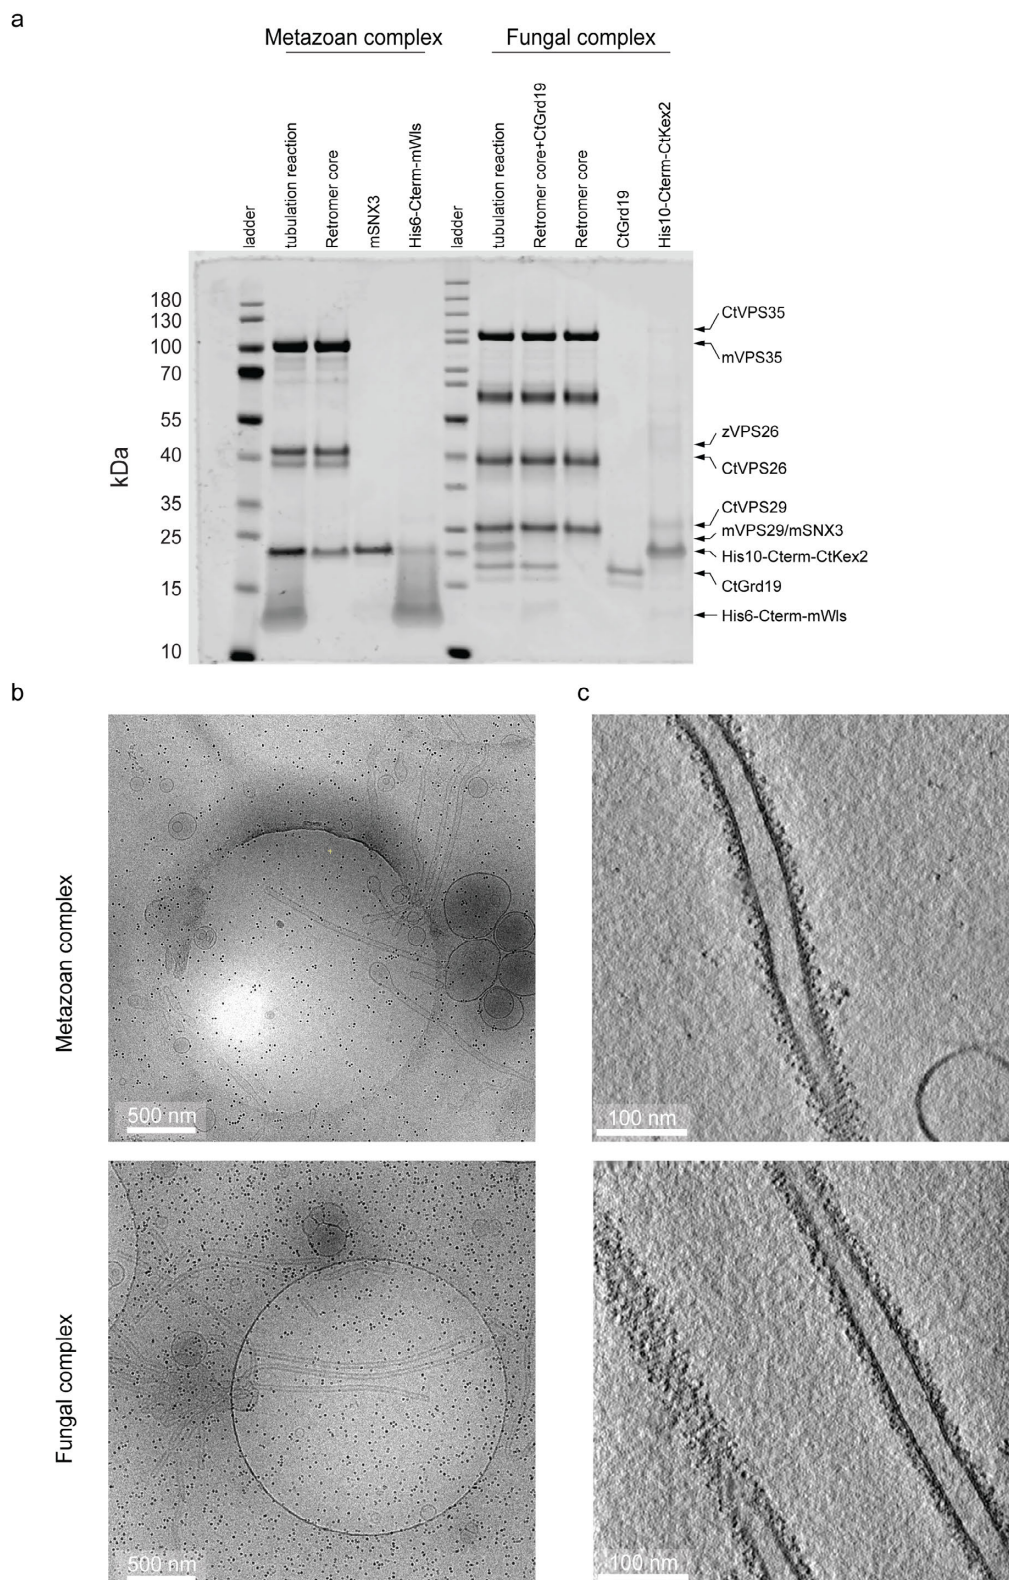 a
Metazoan complex
Fungal complex
ladder
tubulation reaction
Retromer core
mSNX3
His6-Cterm-mWls
ladder
tubulation reaction
Retromer core+CtGrd19
Retromer core
CtGrd19
His10-Cterm-CtKex2
kDa
180
130
100
70
55
40
35
25
15
10
CtVPS35
mVPS35
zVPS26
CtVPS26
CtVPS29
mVPS29/mSNX3
His10-Cterm-CtKex2
CtGrd19
His6-Cterm-mWls
b
c
Metazoan complex
500 nm
100 nm
Fungal complex
500 nm
100 nm